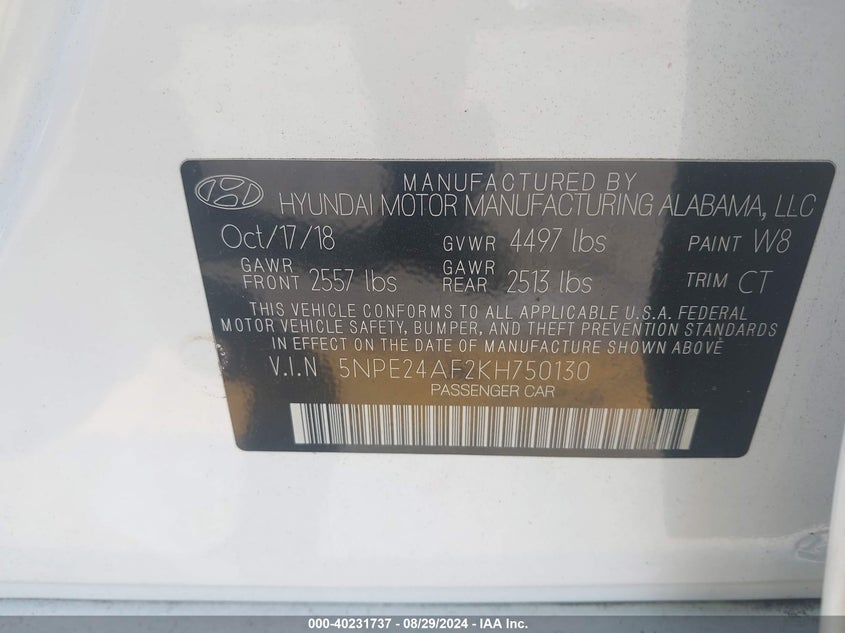 MANUFACTURED BY
HYUNDAI MOTOR MANUFACTURING ALABAMA, LLC
Oct/17/18 GVWR 4497 lbs PAINT W8
GAWR FRONT 2557 lbs GAWR REAR 2513 lbs TRIM CT
THIS VEHICLE CONFORMS TO ALL APPLICABLE U.S.A. FEDERAL
MOTOR VEHICLE SAFETY, BUMPER, AND THEFT PREVENTION STANDARDS
IN EFFECT ON THE DATE OF MANUFACTURE SHOWN ABOVE
V.I.N 5NPE24AF2KH750130
PASSENGER CAR
000-40231737 - 08/29/2024 - IAA Inc.